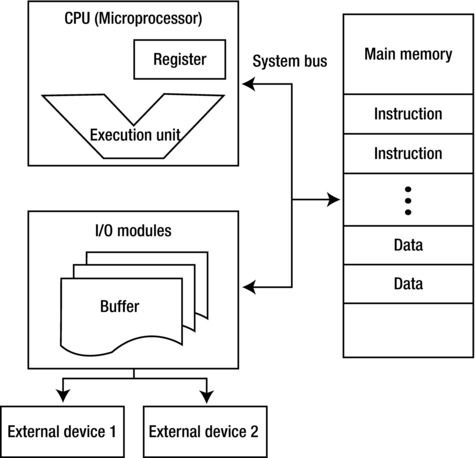 CPU (Microprocessor)
Register
Execution unit
System bus
Main memory
Instruction
Instruction
Data
Data
I/O modules
Buffer
External device 1
External device 2